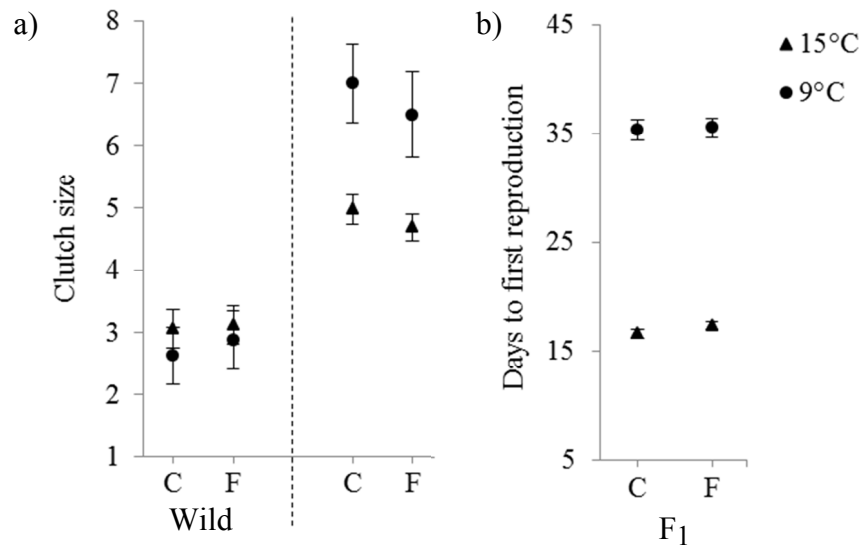 a)
Clutch size
8
7
6
5
4
3
2
1
C F C F
Wild
b)
Days to first reproduction
45
35
25
15
5
C F
F1
▲ 15°C
● 9°C